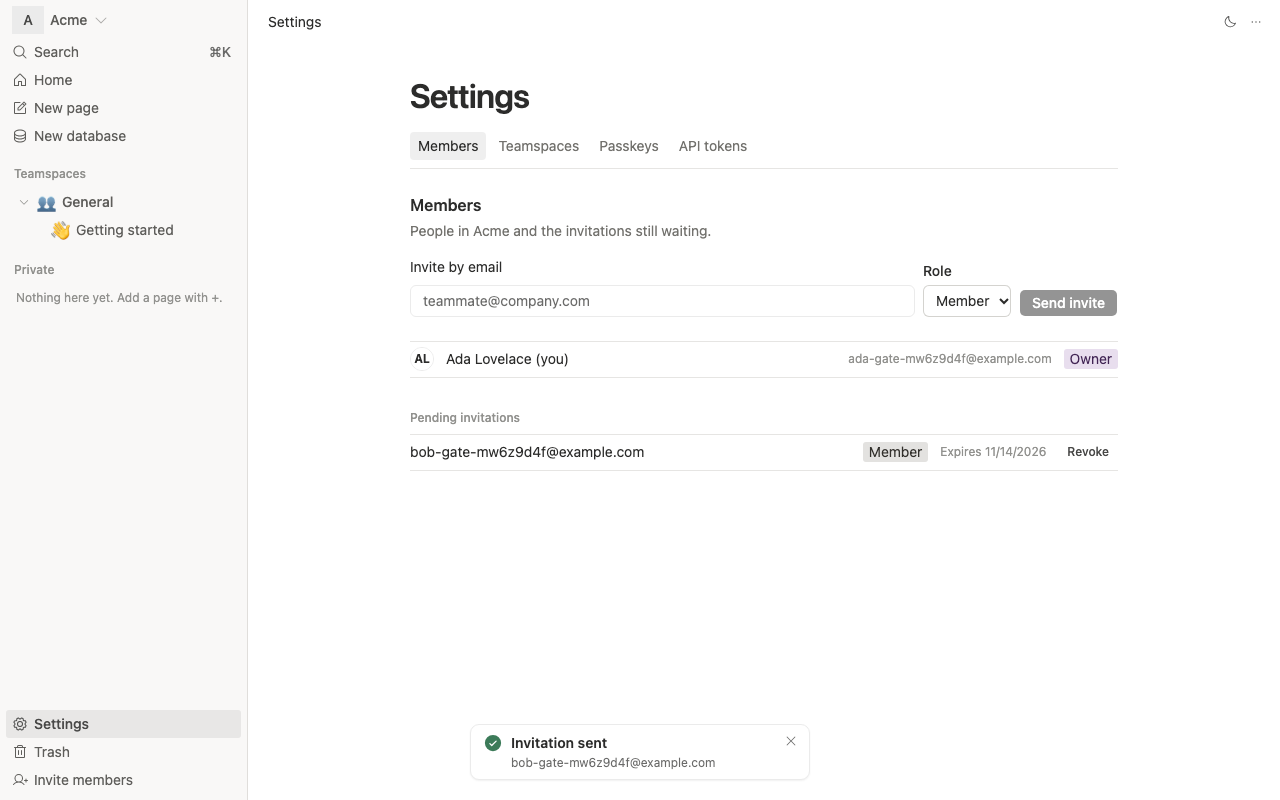 A Acme
Search ⌘K
Home
New page
New database
Teamspaces
General
Getting started
Private
Nothing here yet. Add a page with +.
Settings
Trash
Invite members
Settings
Settings
Members Teamspaces Passkeys API tokens
Members
People in Acme and the invitations still waiting.
Invite by email
Role
teammate@company.com Member Send invite
AL Ada Lovelace (you) ada-gate-mw6z9d4f@example.com Owner
Pending invitations
bob-gate-mw6z9d4f@example.com Member Expires 11/14/2026 Revoke
Invitation sent
bob-gate-mw6z9d4f@example.com